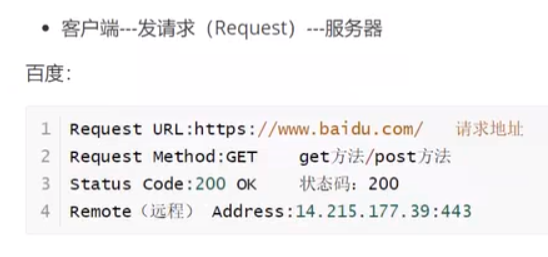 • 客户端---发请求（Request）---服务器
百度：
1 Request URL:https://www.baidu.com/ 请求地址
2 Request Method:GET get方法/post方法
3 Status Code:200 OK 状态码：200
4 Remote（远程） Address:14.215.177.39:443